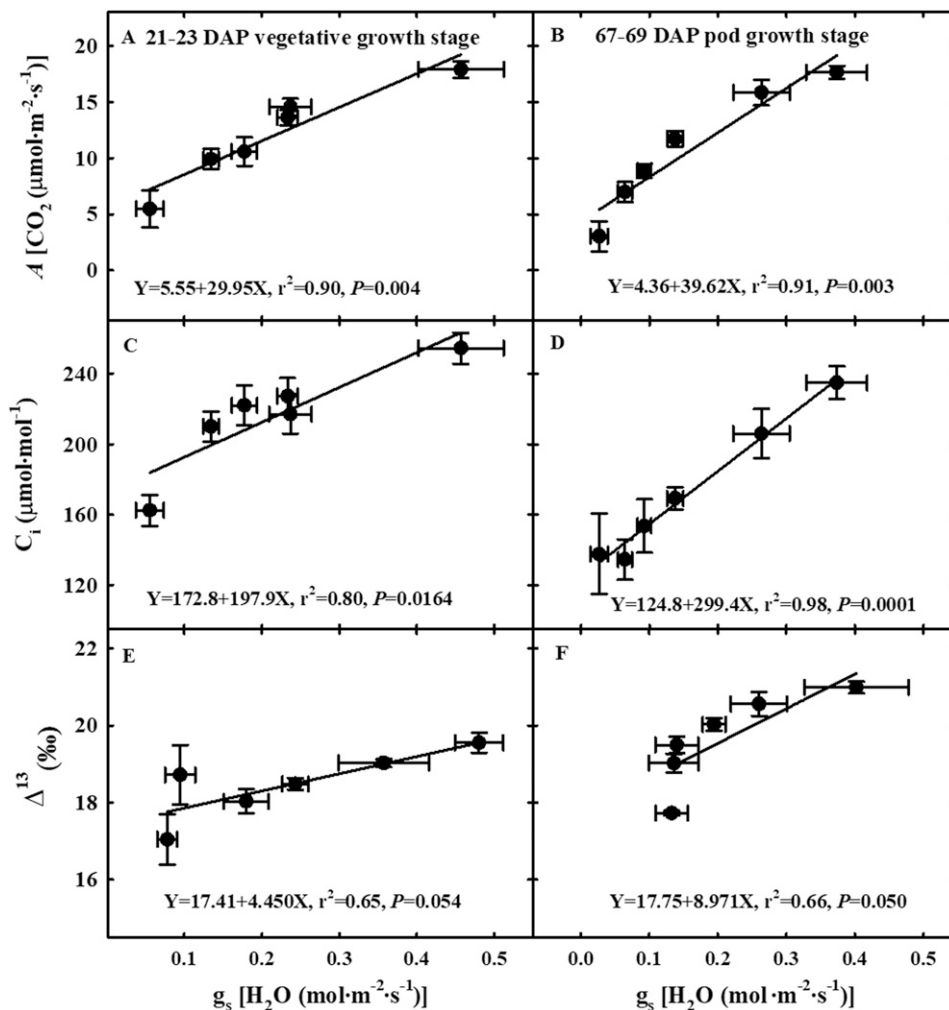 A 21-23 DAP vegetative growth stage
B 67-69 DAP pod growth stage
20
15
10
5
0
A [CO₂ (μmol·m⁻²·s⁻¹)]
Y=5.55+29.95X, r²=0.90, P=0.004
Y=4.36+39.62X, r²=0.91, P=0.003
C
D
240
200
160
120
Cᵢ (μmol·mol⁻¹)
Y=172.8+197.9X, r²=0.80, P=0.0164
Y=124.8+299.4X, r²=0.98, P=0.0001
E
F
22
20
18
16
Δ¹³ (‰)
Y=17.41+4.450X, r²=0.65, P=0.054
Y=17.75+8.971X, r²=0.66, P=0.050
0.1 0.2 0.3 0.4 0.5
0.0 0.1 0.2 0.3 0.4 0.5
gₛ [H₂O (mol·m⁻²·s⁻¹)]
gₛ [H₂O (mol·m⁻²·s⁻¹)]